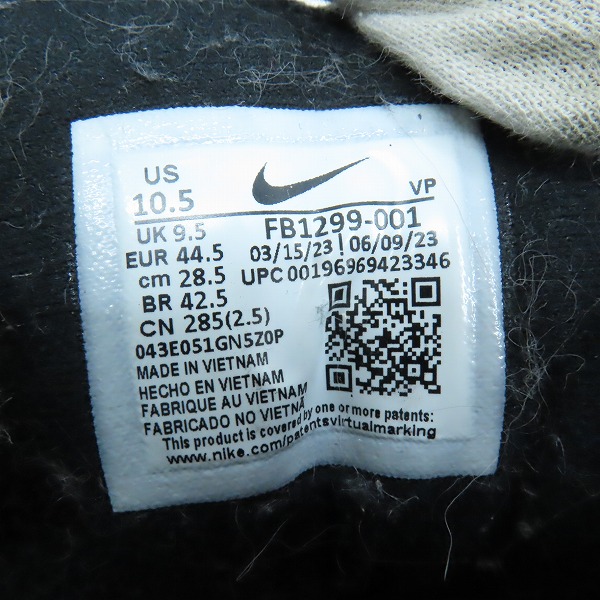 US
10.5
VP
UK 9.5
FB1299-001
EUR 44.5
03/15/23 | 06/09/23
cm 28.5
UPC 00196969423346
BR 42.5
CN 285(2.5)
043E051GN5Z0P
MADE IN VIETNAM
HECHO EN VIETNAM
FABRIQUE AU VIETNAM
FABRICADO NO VIETNÃ
This product is covered by one or more patents:
www.nike.com/patentsvirtualmarking